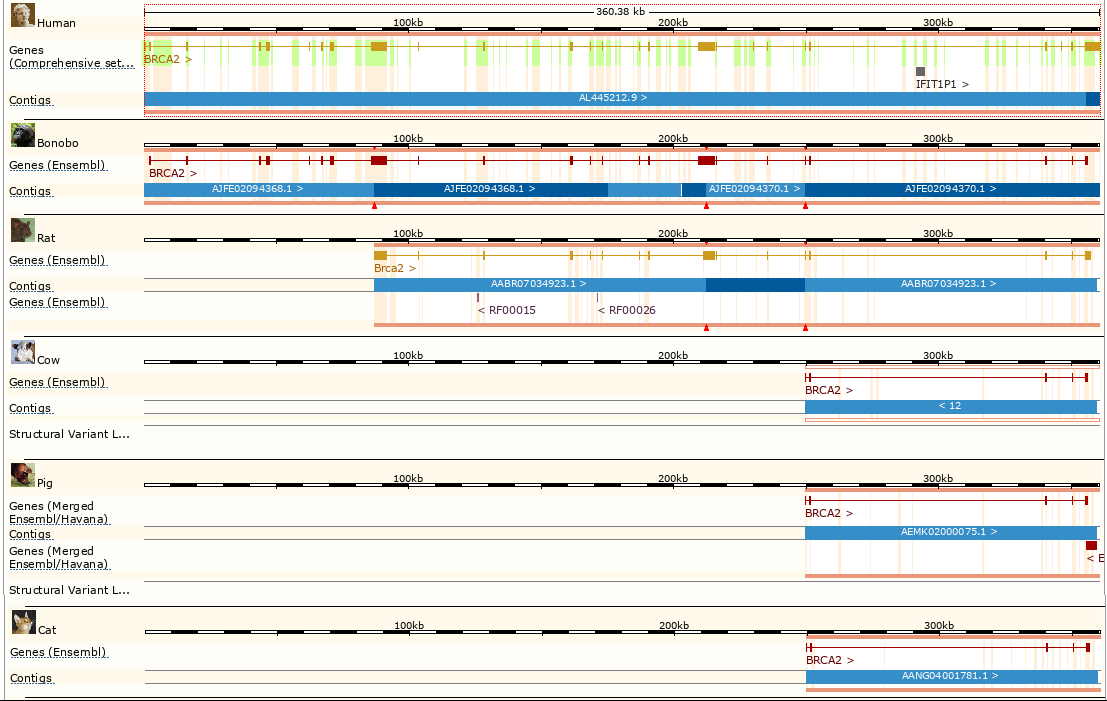 360.38 kb
Human
100kb 200kb 300kb
Genes
(Comprehensive set...
BRCA2 >
IFIT1P1 >
Contigs
AL445212.9 >
Bonobo
100kb 200kb 300kb
Genes (Ensembl)
BRCA2 >
Contigs
AJFE02094368.1 > AJFE02094368.1 > AJFE02094370.1 > AJFE02094370.1 >
Rat
100kb 200kb 300kb
Genes (Ensembl)
Brca2 >
Contigs
AABR07034923.1 > AABR07034923.1 >
Genes (Ensembl)
< RF00015 < RF00026
Cow
100kb 200kb 300kb
Genes (Ensembl)
BRCA2 >
Contigs
< 12
Structural Variant L...
Pig
100kb 200kb 300kb
Genes (Merged
Ensembl/Havana)
BRCA2 >
Contigs
AEMK02000075.1 >
Genes (Merged
Ensembl/Havana)
< E
Structural Variant L...
Cat
100kb 200kb 300kb
Genes (Ensembl)
BRCA2 >
Contigs
AANG04001781.1 >